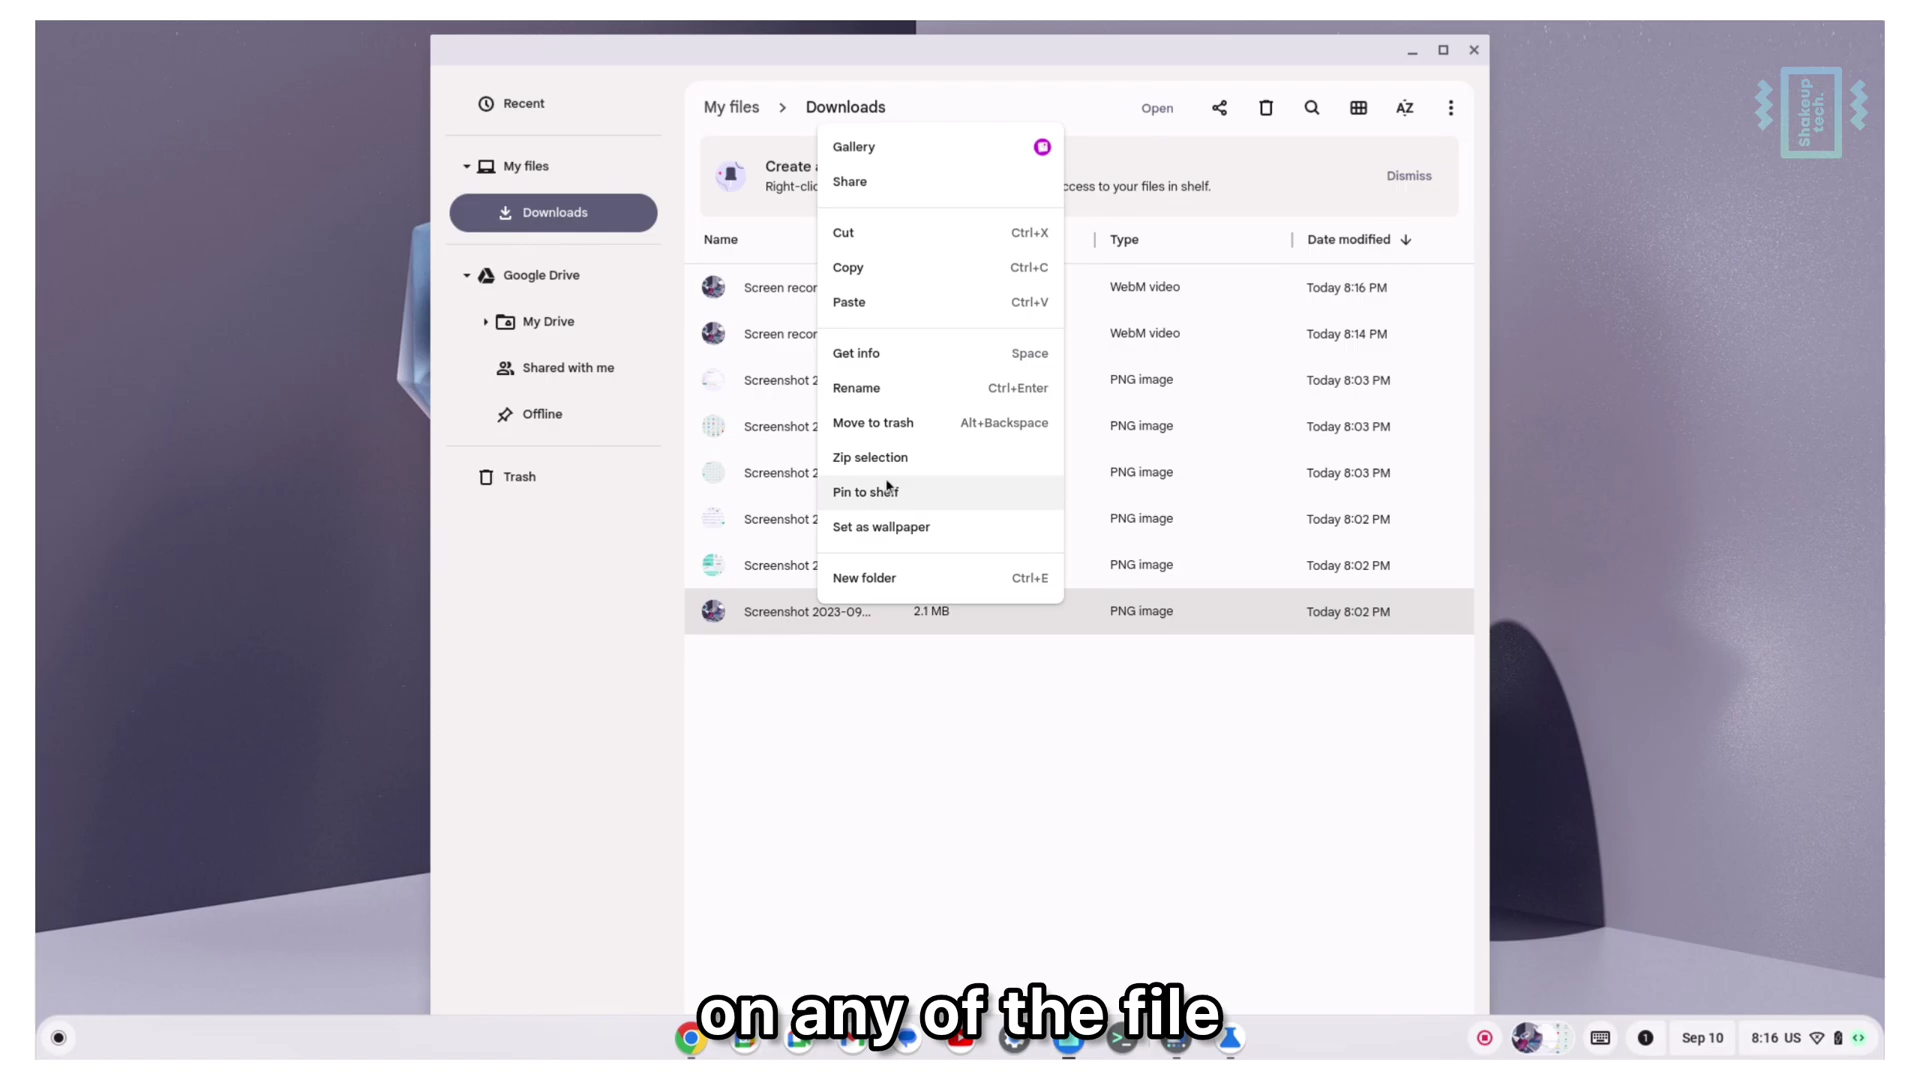 Recent
My files
Downloads
Google Drive
My Drive
Shared with me
Offline
Trash
My files > Downloads
Open
AZ
Create
Right-clic
ccess to your files in shelf.
Dismiss
Gallery
Share
Cut Ctrl+X
Copy Ctrl+C
Paste Ctrl+V
Get info Space
Rename Ctrl+Enter
Move to trash Alt+Backspace
Zip selection
Pin to shelf
Set as wallpaper
New folder Ctrl+E
Name Type Date modified
Screen recor WebM video Today 8:16 PM
Screen recor WebM video Today 8:14 PM
Screenshot 2 PNG image Today 8:03 PM
Screenshot 2 PNG image Today 8:03 PM
Screenshot 2 PNG image Today 8:03 PM
Screenshot 2 PNG image Today 8:02 PM
Screenshot 2 PNG image Today 8:02 PM
Screenshot 2023-09... 2.1 MB PNG image Today 8:02 PM
shakeup
tech.
on any of the file
1
Sep 10
8:16 US